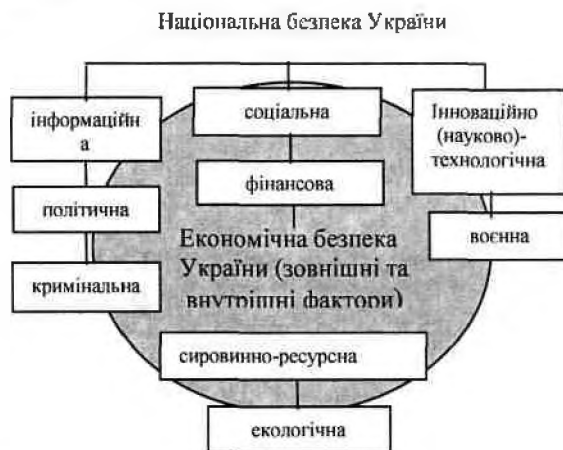 Національна безпека України
інформаційн
а
соціальна
Інноваційно
(науково)-
технологічна
фінансова
політична
воєнна
Економічна безпека
України (зовнішні та
внутрішні фактори)
кримінальна
сировинно-ресурсна
екологічна